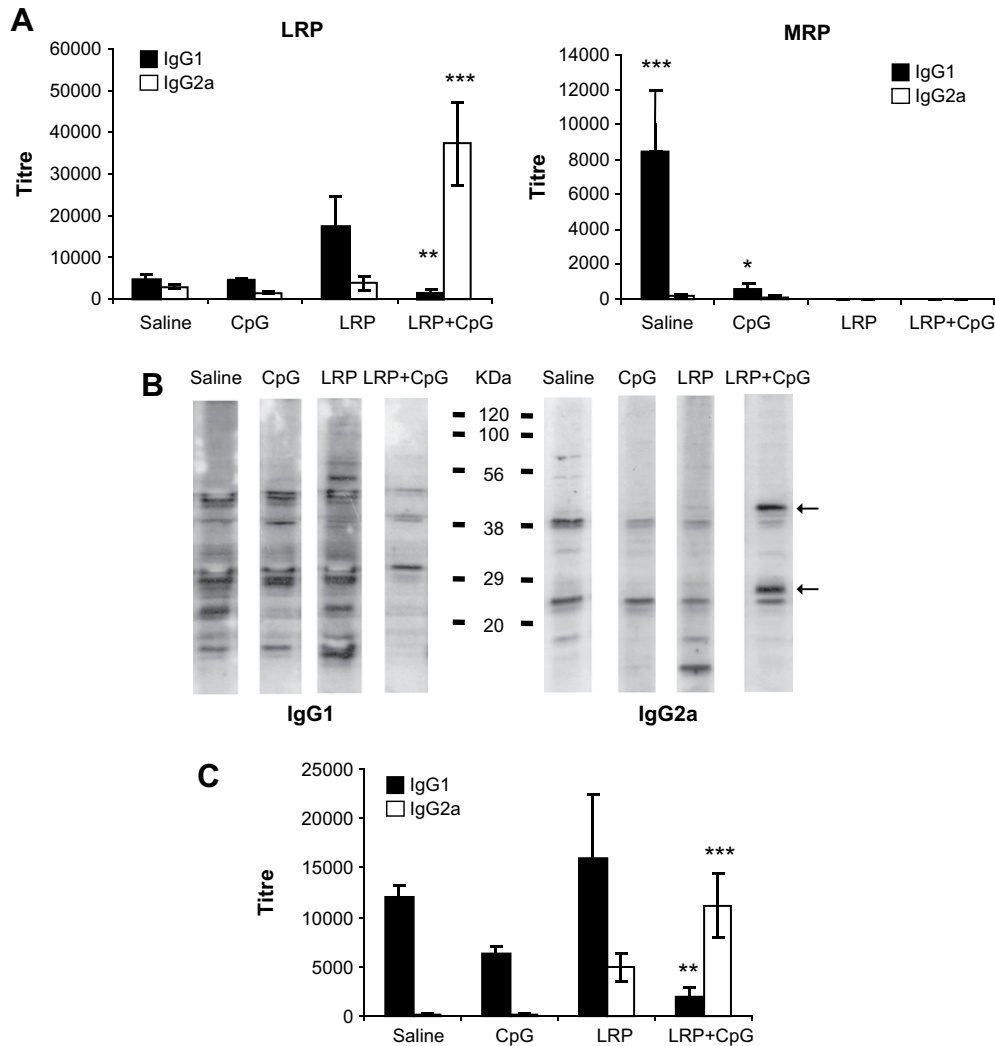 A
LRP
60000
50000
40000
30000
20000
10000
0
Titre
IgG1
IgG2a
***
**
Saline CpG LRP LRP+CpG
MRP
14000
12000
10000
8000
6000
4000
2000
0
Titre
IgG1
IgG2a
***
*
Saline CpG LRP LRP+CpG
B
Saline CpG LRP LRP+CpG KDa Saline CpG LRP LRP+CpG
120
100
56
38
29
20
IgG1 IgG2a
C
25000
20000
15000
10000
5000
0
Titre
IgG1
IgG2a
***
**
Saline CpG LRP LRP+CpG